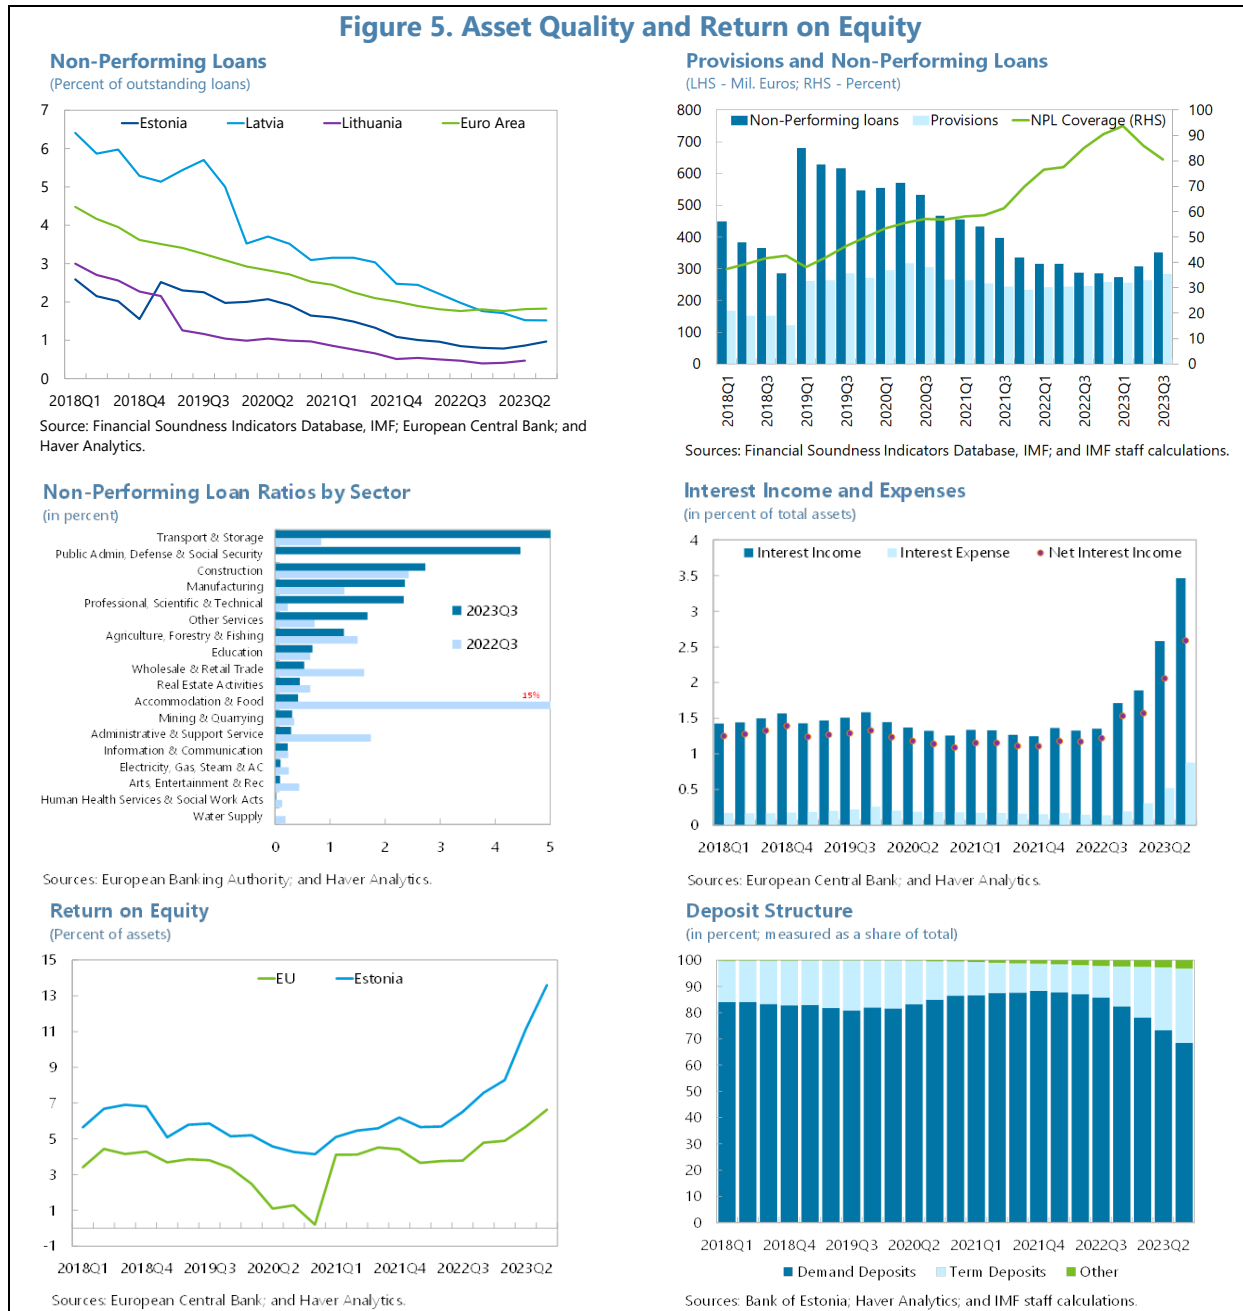 Figure 5. Asset Quality and Return on Equity
Non-Performing Loans
(Percent of outstanding loans)
7
6
5
4
3
2
1
0
Estonia Latvia Lithuania Euro Area
2018Q1 2018Q4 2019Q3 2020Q2 2021Q1 2021Q4 2022Q3 2023Q2
Source: Financial Soundness Indicators Database, IMF; European Central Bank; and
Haver Analytics.
Provisions and Non-Performing Loans
(LHS - Mil. Euros; RHS - Percent)
800
700
600
500
400
300
200
100
0
Non-Performing loans Provisions NPL Coverage (RHS)
100
90
80
70
60
50
40
30
20
10
0
2018Q1 2018Q3 2019Q1 2019Q3 2020Q1 2020Q3 2021Q1 2021Q3 2022Q1 2022Q3 2023Q1 2023Q3
Sources: Financial Soundness Indicators Database, IMF; and IMF staff calculations.
Non-Performing Loan Ratios by Sector
(in percent)
Transport & Storage
Public Admin, Defense & Social Security
Construction
Manufacturing
Professional, Scientific & Technical
Other Services
Agriculture, Forestry & Fishing
Education
Wholesale & Retail Trade
Real Estate Activities
Accommodation & Food
Mining & Quarrying
Administrative & Support Service
Information & Communication
Electricity, Gas, Steam & AC
Arts, Entertainment & Rec
Human Health Services & Social Work Acts
Water Supply
2023Q3
2022Q3
15%
0 1 2 3 4 5
Sources: European Banking Authority; and Haver Analytics.
Interest Income and Expenses
(in percent of total assets)
4
3.5
3
2.5
2
1.5
1
0.5
0
Interest Income Interest Expense Net Interest Income
2018Q1 2018Q4 2019Q3 2020Q2 2021Q1 2021Q4 2022Q3 2023Q2
Sources: European Central Bank; and Haver Analytics.
Return on Equity
(Percent of assets)
15
13
11
9
7
5
3
1
-1
EU Estonia
2018Q1 2018Q4 2019Q3 2020Q2 2021Q1 2021Q4 2022Q3 2023Q2
Sources: European Central Bank; and Haver Analytics.
Deposit Structure
(in percent; measured as a share of total)
100
90
80
70
60
50
40
30
20
10
0
2018Q1 2018Q4 2019Q3 2020Q2 2021Q1 2021Q4 2022Q3 2023Q2
Demand Deposits Term Deposits Other
Sources: Bank of Estonia; Haver Analytics; and IMF staff calculations.